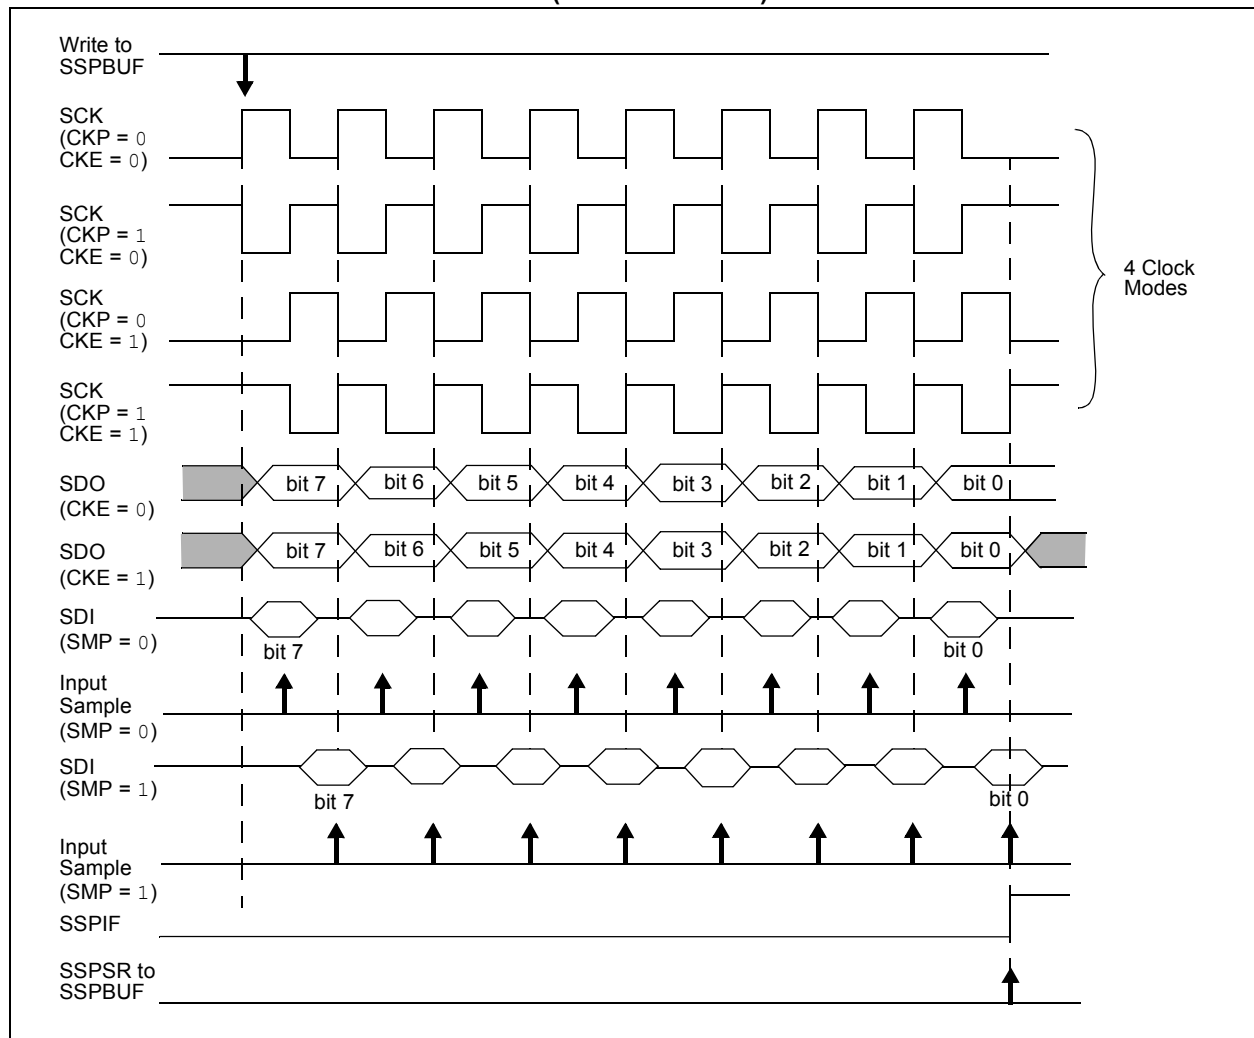 Write to
SSPBUF
SCK
(CKP = 0
CKE = 0)
SCK
(CKP = 1
CKE = 0)
SCK
(CKP = 0
CKE = 1)
SCK
(CKP = 1
CKE = 1)
4 Clock
Modes
SDO
(CKE = 0)
bit 7 bit 6 bit 5 bit 4 bit 3 bit 2 bit 1 bit 0
SDO
(CKE = 1)
bit 7 bit 6 bit 5 bit 4 bit 3 bit 2 bit 1 bit 0
SDI
(SMP = 0)
bit 7 bit 0
Input
Sample
(SMP = 0)
SDI
(SMP = 1)
bit 7 bit 0
Input
Sample
(SMP = 1)
SSPIF
SSPSR to
SSPBUF